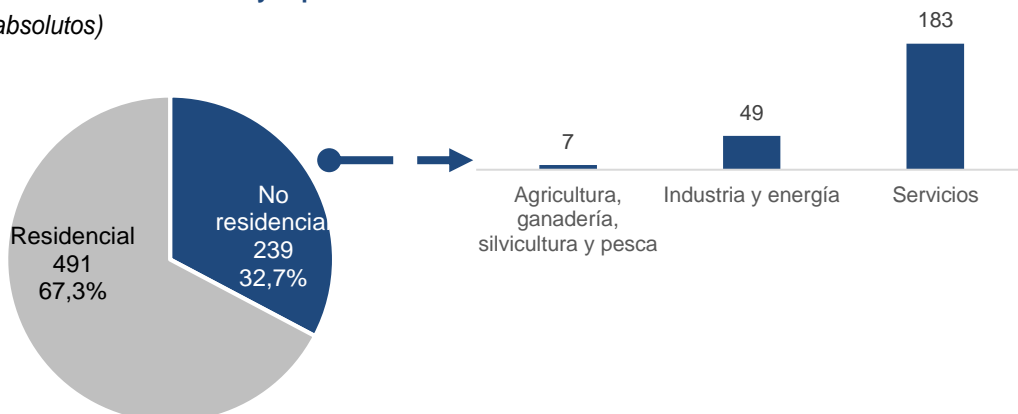 absolutos)
183
49
7
Agricultura,
ganadería,
silvicultura y pesca
Industria y energía
Servicios
No
residencial
239
32,7%
Residencial
491
67,3%